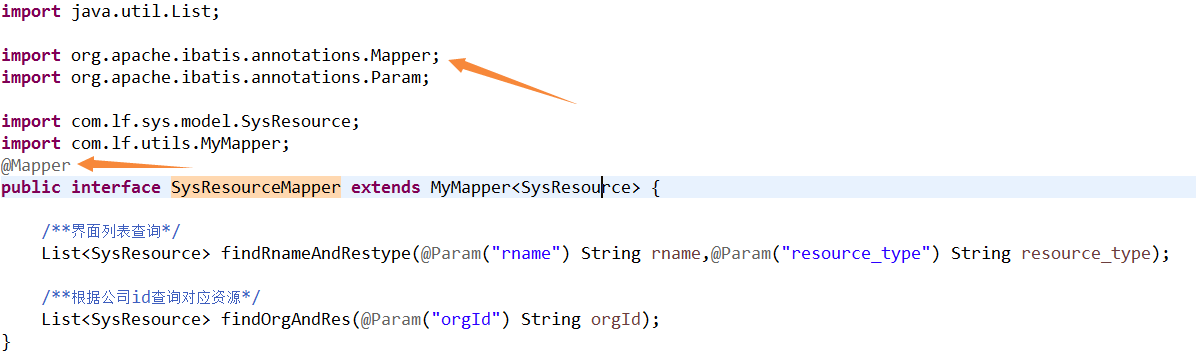 import java.util.List;
import org.apache.ibatis.annotations.Mapper;
import org.apache.ibatis.annotations.Param;
import com.lf.sys.model.SysResource;
import com.lf.utils.MyMapper;
@Mapper
public interface SysResourceMapper extends MyMapper<SysResource> {
/**界面列表查询*/
List<SysResource> findRnameAndRestype(@Param("rname") String rname,@Param("resource_type") String resource_type);
/**根据公司id查询对应资源*/
List<SysResource> findOrgAndRes(@Param("orgId") String orgId);
}